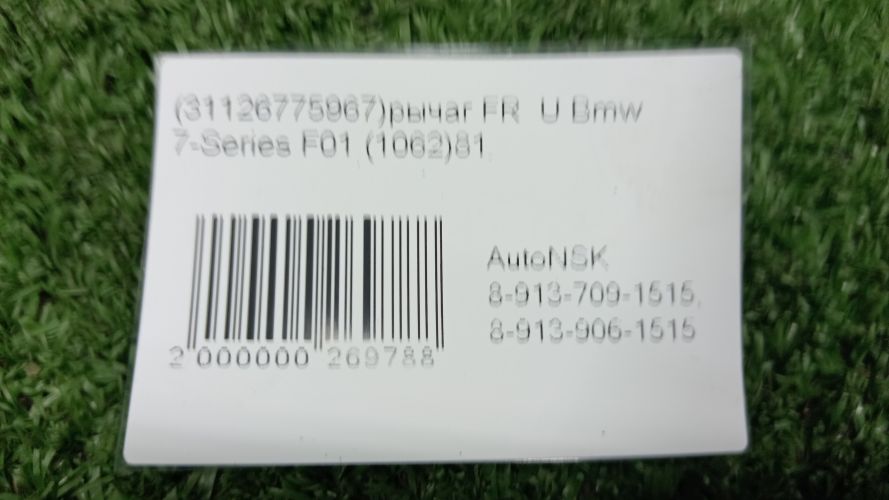 (31126775967)рычаг FR U Bmw
7-Series F01 (1062)81
AutoNSK
8-913-709-1515,
8-913-906-1515
2 000000 269788